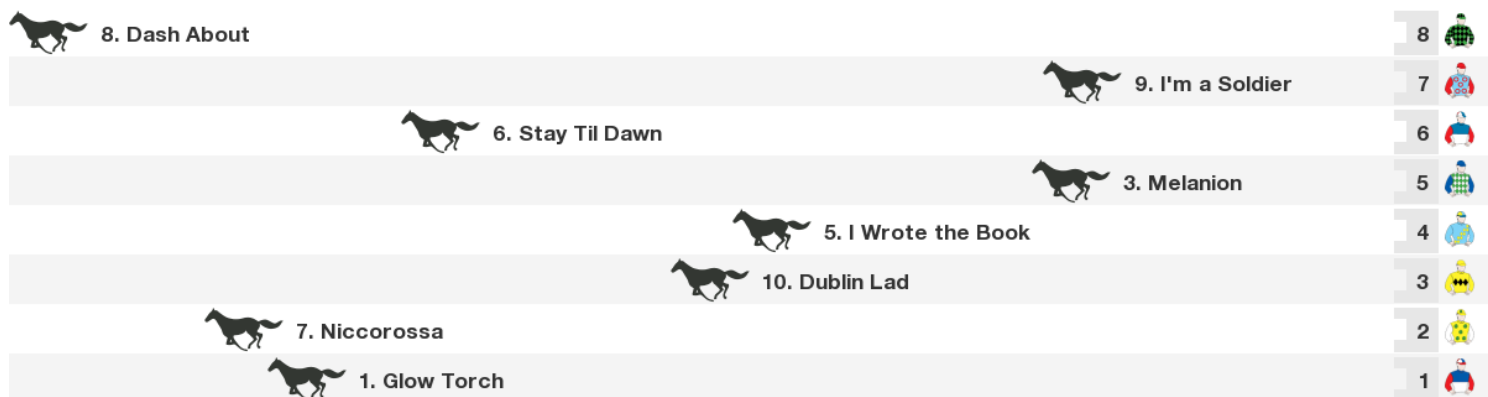 8. Dash About 8
9. I'm a Soldier 7
6. Stay Til Dawn 6
3. Melanion 5
5. I Wrote the Book 4
10. Dublin Lad 3
7. Niccorossa 2
1. Glow Torch 1